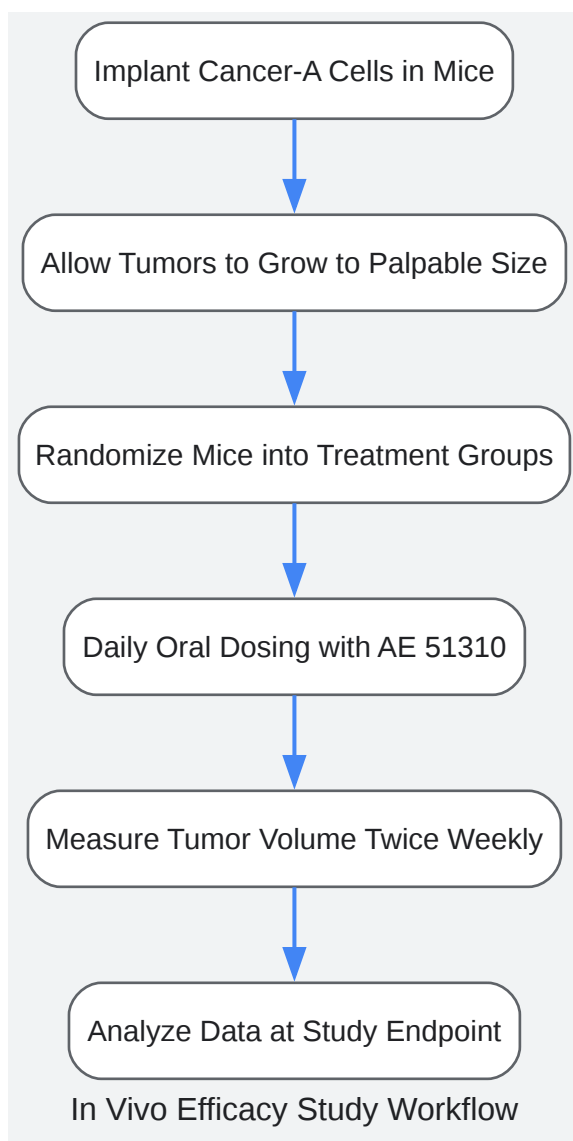 Implant Cancer-A Cells in Mice
Allow Tumors to Grow to Palpable Size
Randomize Mice into Treatment Groups
Daily Oral Dosing with AE 51310
Measure Tumor Volume Twice Weekly
Analyze Data at Study Endpoint
In Vivo Efficacy Study Workflow